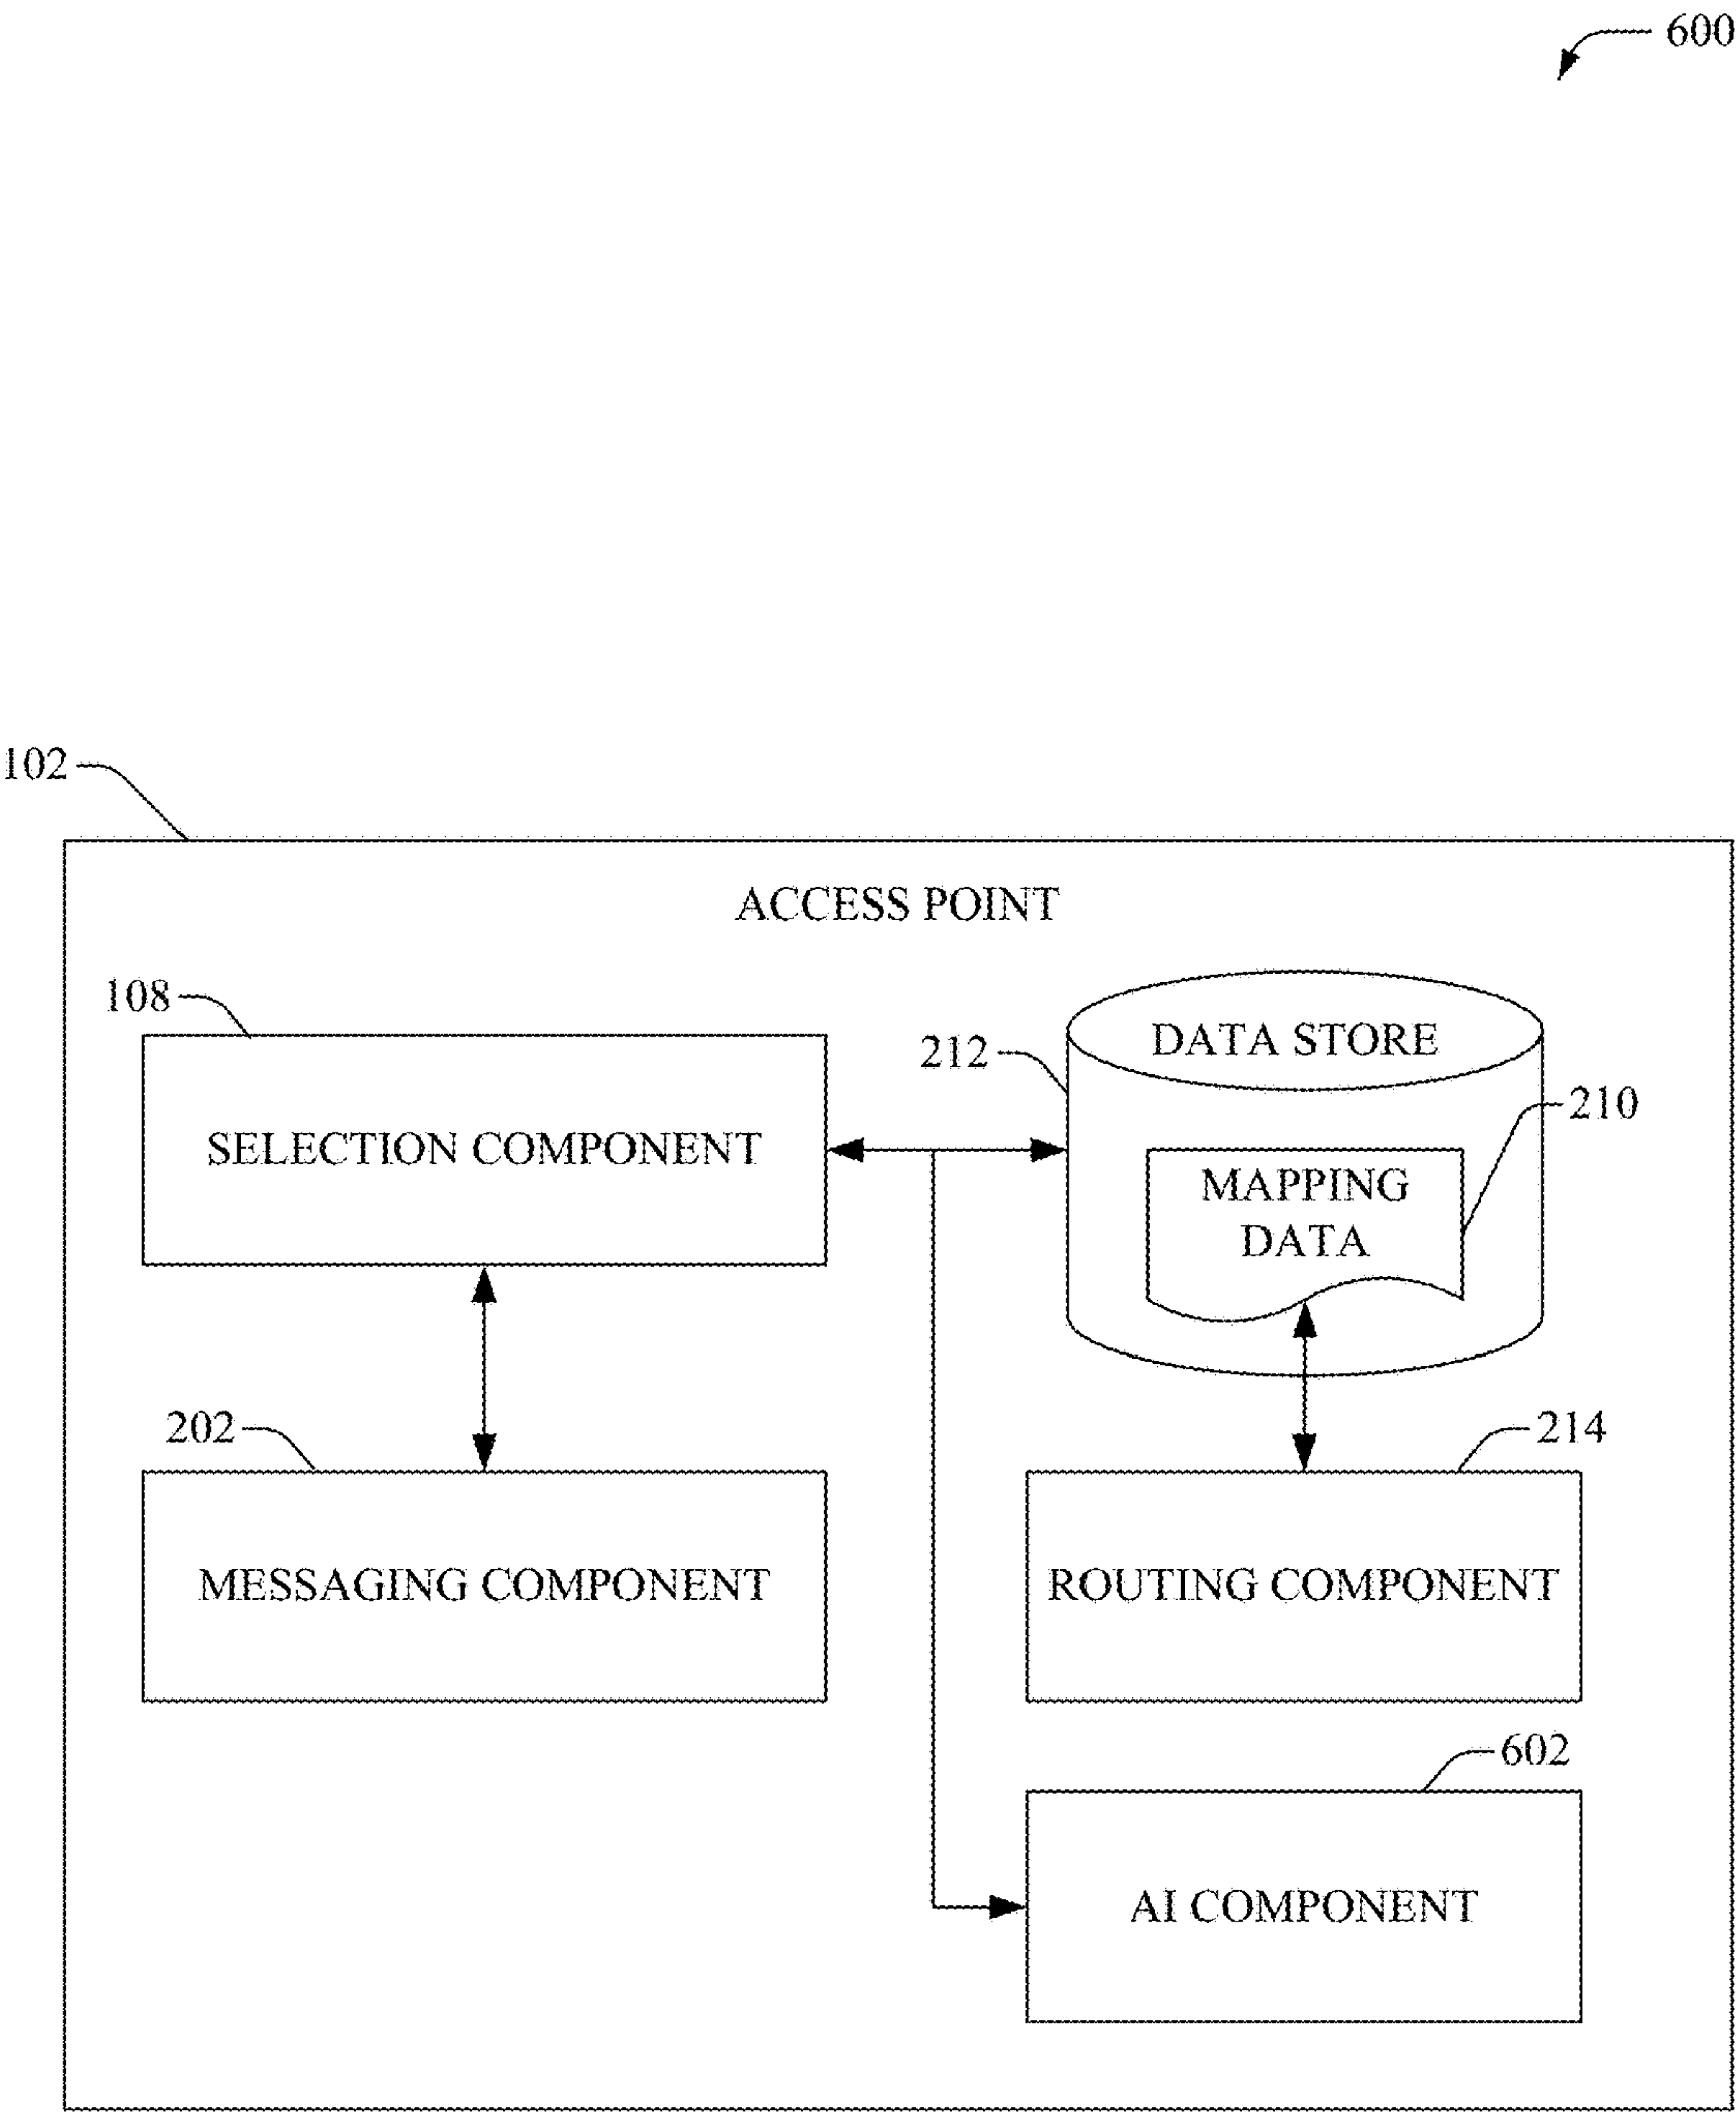 600
102
ACCESS POINT
108
212
DATA STORE
210
SELECTION COMPONENT
MAPPING
DATA
202
214
MESSAGING COMPONENT
ROUTING COMPONENT
602
AI COMPONENT